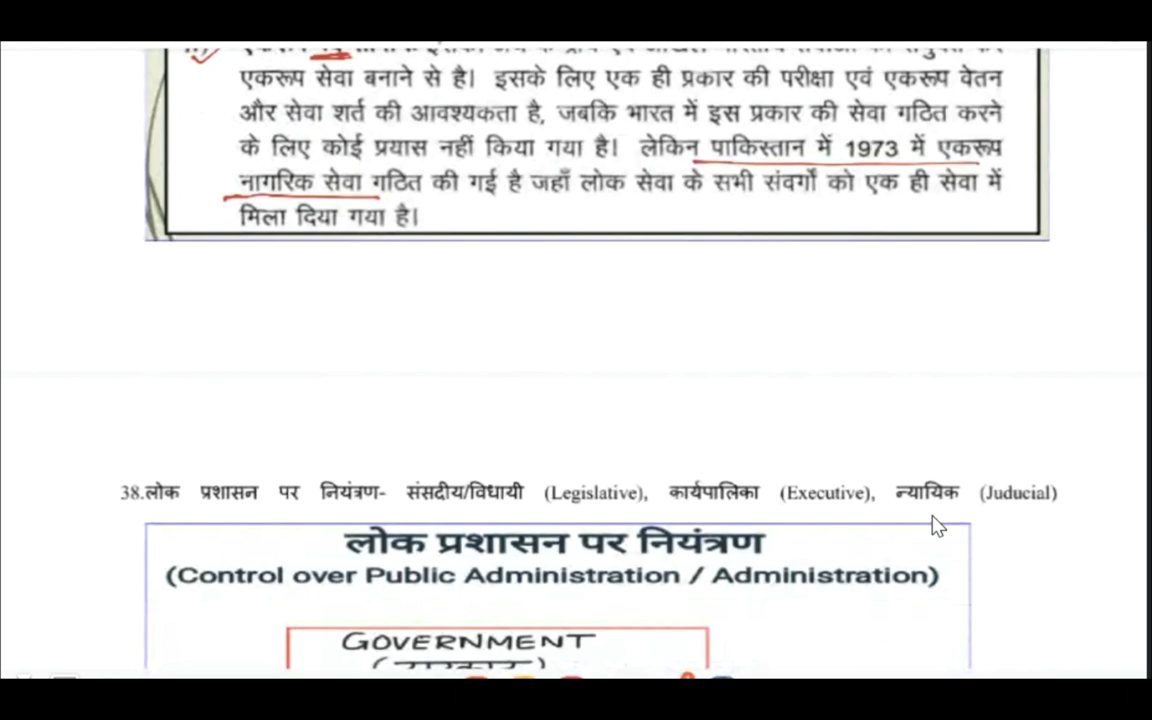 एकरूप सेवा बनाने से है। इसके लिए एक ही प्रकार की परीक्षा एवं एकरूप वेतन
और सेवा शर्त की आवश्यकता है, जबकि भारत में इस प्रकार की सेवा गठित करने
के लिए कोई प्रयास नहीं किया गया है। लेकिन पाकिस्तान में 1973 में एकरूप
नागरिक सेवा गठित की गई है जहाँ लोक सेवा के सभी संवर्गों को एक ही सेवा में
मिला दिया गया है।
38.लोक प्रशासन पर नियंत्रण- संसदीय/विधायी (Legislative), कार्यपालिका (Executive), न्यायिक (Juducial)
लोक प्रशासन पर नियंत्रण
(Control over Public Administration / Administration)
GOVERNMENT